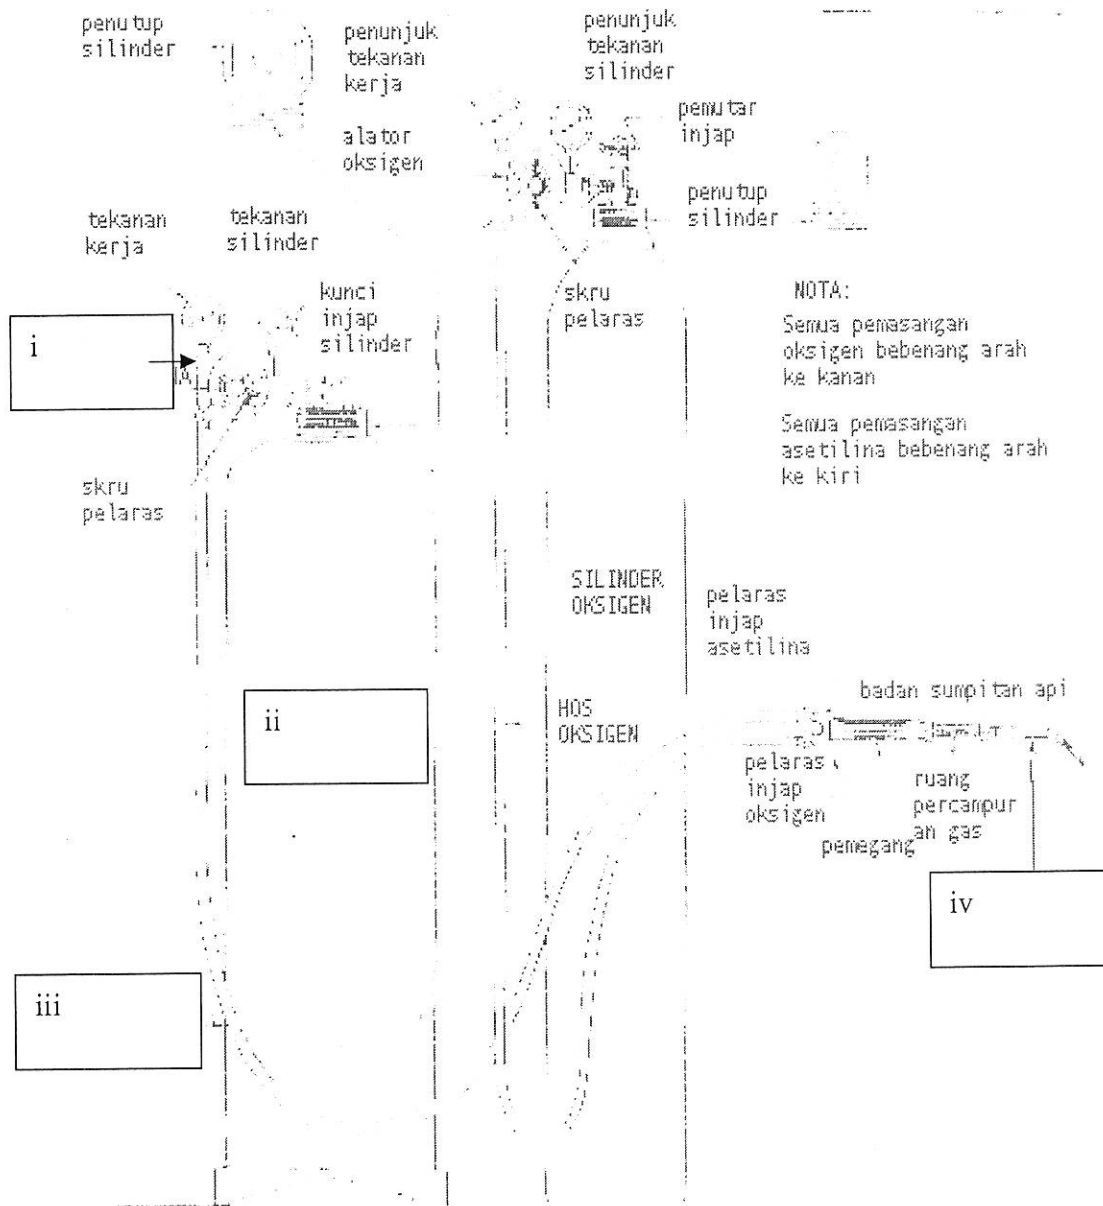 penutup
silinder
penunjuk
tekanan
kerja
penunjuk
tekanan
silinder
alator
oksigen
pemutar
injap
penutup
silinder
tekanan
kerja
tekanan
silinder
kunci
injap
silinder
skru
pelaras
NOTA:
Semua pemasangan
oksigen bebenang arah
ke kanan
Semua pemasangan
asetilina bebenang arah
ke kiri
i
skru
pelaras
SILINDER
OKSIGEN
pelaras
injap
asetilina
ii
HOS
OKSIGEN
badan sumpitan api
pelaras
injap
oksigen
pemegang
ruang
percampur
an gas
iv
iii